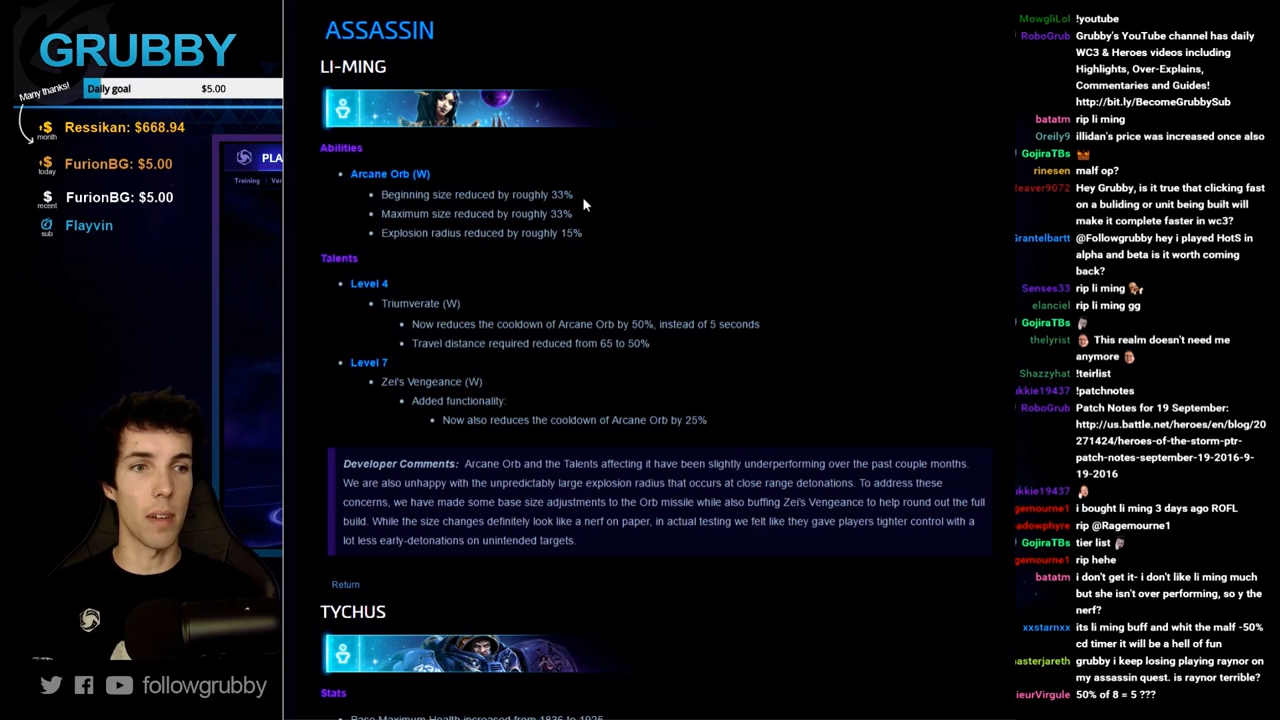 GRUBBY
Many thanks!
Daily goal $5.00
$ month Ressikan: $668.94
$ today FurionBG: $5.00
$ recent FurionBG: $5.00
sub Flayvin
PLA
Training
followgrubby
ASSASSIN
LI-MING
Abilities
Arcane Orb (W)
Beginning size reduced by roughly 33%
Maximum size reduced by roughly 33%
Explosion radius reduced by roughly 15%
Talents
Level 4
Triumverate (W)
Now reduces the cooldown of Arcane Orb by 50%, instead of 5 seconds
Travel distance required reduced from 65 to 50%
Level 7
Zei's Vengeance (W)
Added functionality:
Now also reduces the cooldown of Arcane Orb by 25%
Developer Comments: Arcane Orb and the Talents affecting it have been slightly underperforming over the past couple months.
We are also unhappy with the unpredictably large explosion radius that occurs at close range detonations. To address these
concerns, we have made some base size adjustments to the Orb missile while also buffing Zei's Vengeance to help round out the full
build. While the size changes definitely look like a nerf on paper, in actual testing we felt like they gave players tighter control with a
lot less early-detonations on unintended targets.
Return
TYCHUS
Stats
Base Maximum Health increased from 1836 to 1925
MowgliLol !youtube
RoboGrub Grubby's YouTube channel has daily
WC3 & Heroes videos including
Highlights, Over-Explains,
Commentaries and Guides!
http://bit.ly/BecomeGrubbySub
batatm rip li ming
Oreily9 illidan's price was increased once also
GojiraTBs
rinesen malf op?
Reaver9072 Hey Grubby, is it true that clicking fast
on a buliding or unit being built will
make it complete faster in wc3?
Grantelbartt @Followgrubby hey i played HotS in
alpha and beta is it worth coming
back?
Senses33 rip li ming
elanciel rip li ming gg
GojiraTBs
thelyrist This realm doesn't need me
anymore
Shazzyhat !teirlist
ukkie19437 !patchnotes
RoboGrub Patch Notes for 19 September:
http://us.battle.net/heroes/en/blog/20
271424/heroes-of-the-storm-ptr-
patch-notes-september-19-2016-9-
19-2016
ukkie19437
gemourne1 i bought li ming 3 days ago ROFL
adowphyre rip @Ragemourne1
GojiraTBs tier list
gemourne1 rip hehe
batatm i don't get it- i don't like li ming much
but she isn't over performing, so y the
nerf?
xxstarnxx its li ming buff and whit the malf -50%
cd timer it will be a hell of fun
asterjareth grubby i keep losing playing raynor on
my assassin quest. is raynor terrible?
ieurVirgule 50% of 8 = 5 ???